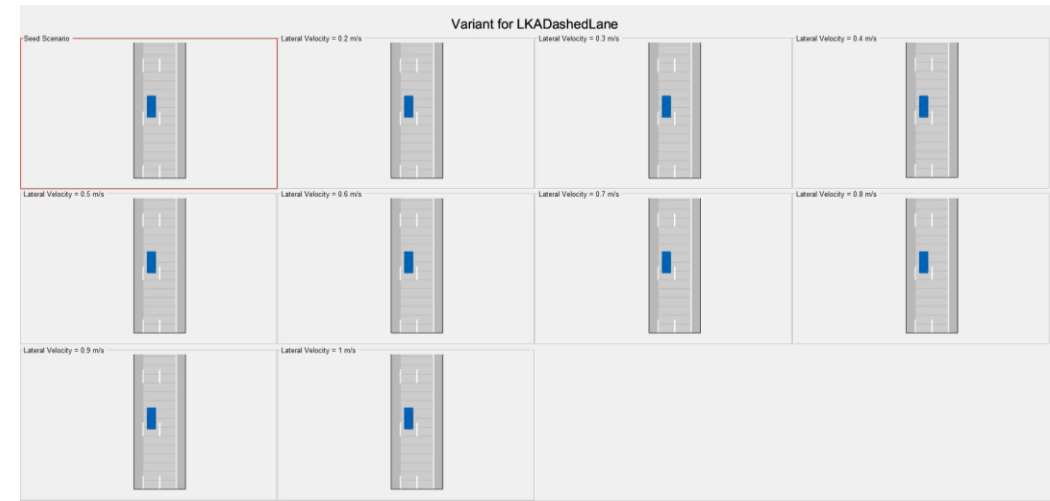 Variant for LKADashedLane
Seed Scenario
Lateral Velocity = 0.2 m/s
Lateral Velocity = 0.3 m/s
Lateral Velocity = 0.4 m/s
Lateral Velocity = 0.5 m/s
Lateral Velocity = 0.6 m/s
Lateral Velocity = 0.7 m/s
Lateral Velocity = 0.8 m/s
Lateral Velocity = 0.9 m/s
Lateral Velocity = 1 m/s